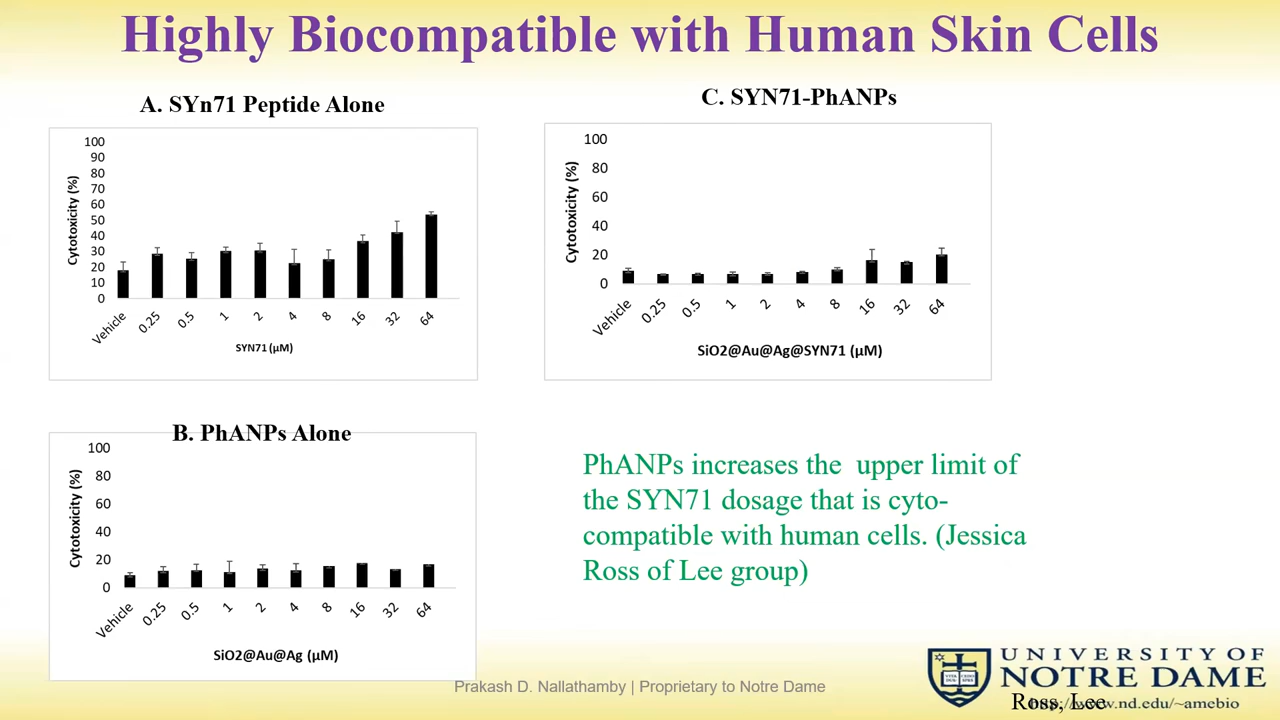 Highly Biocompatible with Human Skin Cells
A. SYn71 Peptide Alone
100
90
80
70
60
50
40
30
20
10
0
Cytotoxicity (%)
Vehicle 0.25 0.5 1 2 4 8 16 32 64
SYN71 (µM)
C. SYN71-PhANPs
100
80
60
40
20
0
Cytotoxicity (%)
Vehicle 0.25 0.5 1 2 4 8 16 32 64
SiO2@Au@Ag@SYN71 (µM)
B. PhANPs Alone
100
80
60
40
20
0
Cytotoxicity (%)
Vehicle 0.25 0.5 1 2 4 8 16 32 64
SiO2@Au@Ag (µM)
PhANPs increases the upper limit of
the SYN71 dosage that is cyto-
compatible with human cells. (Jessica
Ross of Lee group)
Prakash D. Nallathamby | Proprietary to Notre Dame
UNIVERSITY OF
NOTRE DAME
Ross, Lee
www.nd.edu/~amebio